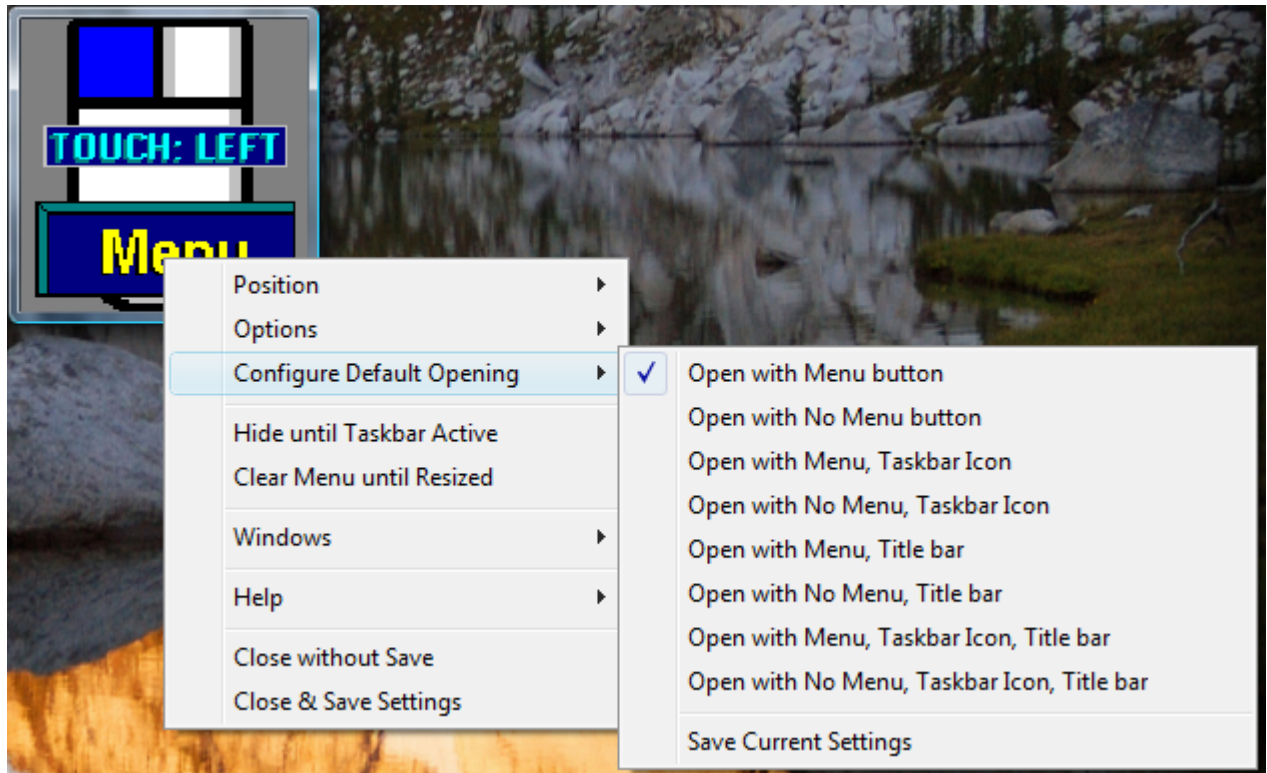 TOUCH: LEFT
Menu
Position
Options
Configure Default Opening
Hide until Taskbar Active
Clear Menu until Resized
Windows
Help
Close without Save
Close & Save Settings
Open with Menu button
Open with No Menu button
Open with Menu, Taskbar Icon
Open with No Menu, Taskbar Icon
Open with Menu, Title bar
Open with No Menu, Title bar
Open with Menu, Taskbar Icon, Title bar
Open with No Menu, Taskbar Icon, Title bar
Save Current Settings